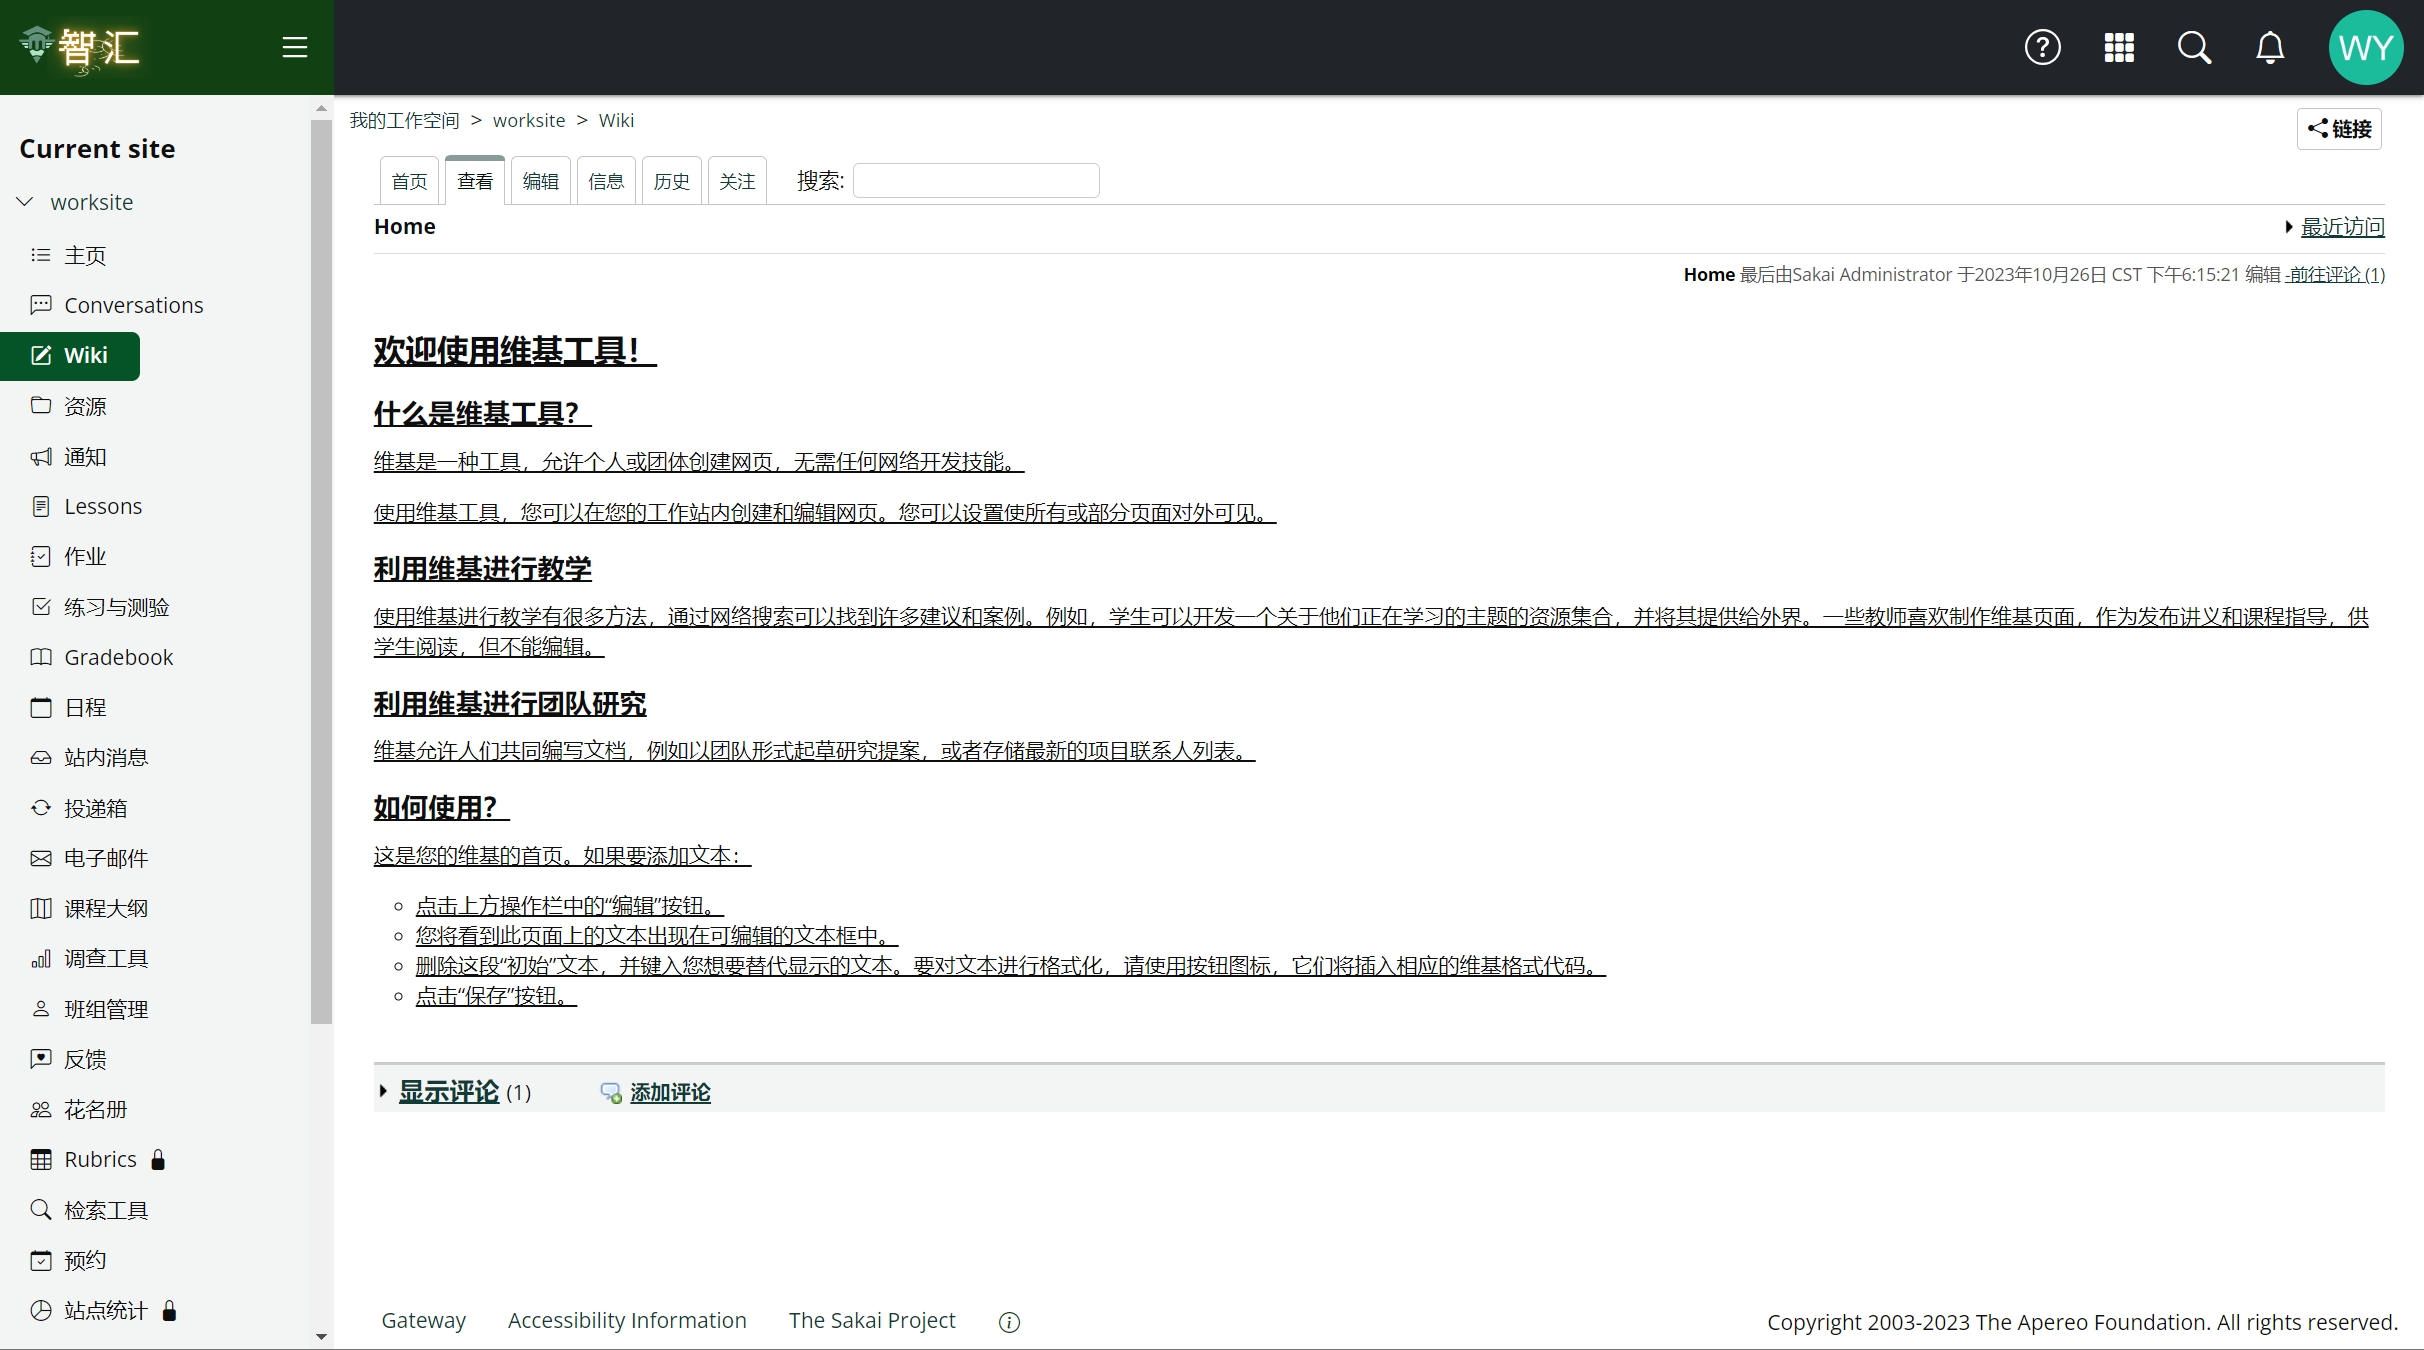 智汇
WY
Current site
worksite
主页
Conversations
Wiki
资源
通知
Lessons
作业
练习与测验
Gradebook
日程
站内消息
投递箱
电子邮件
课程大纲
调查工具
班组管理
反馈
花名册
Rubrics
检索工具
预约
站点统计
我的工作空间 > worksite > Wiki
链接
首页 查看 编辑 信息 历史 关注 搜索:
Home
最近访问
Home 最后由Sakai Administrator 于2023年10月26日 CST 下午6:15:21 编辑 -前往评论 (1)
欢迎使用维基工具！
什么是维基工具？
维基是一种工具，允许个人或团体创建网页，无需任何网络开发技能。
使用维基工具，您可以在您的工作站内创建和编辑网页。您可以设置使所有或部分页面对外可见。
利用维基进行教学
使用维基进行教学有很多方法，通过网络搜索可以找到许多建议和案例。例如，学生可以开发一个关于他们正在学习的主题的资源集合，并将其提供给外界。一些教师喜欢制作维基页面，作为发布讲义和课程指导，供
学生阅读，但不能编辑。
利用维基进行团队研究
维基允许人们共同编写文档，例如以团队形式起草研究提案，或者存储最新的项目联系人列表。
如何使用？
这是您的维基的首页。如果要添加文本：
点击上方操作栏中的“编辑”按钮。
您将看到此页面上的文本出现在可编辑的文本框中。
删除这段“初始”文本，并键入您想要替代显示的文本。要对文本进行格式化，请使用按钮图标，它们将插入相应的维基格式代码。
点击“保存”按钮。
显示评论 (1) 添加评论
Gateway Accessibility Information The Sakai Project
Copyright 2003-2023 The Apereo Foundation. All rights reserved.